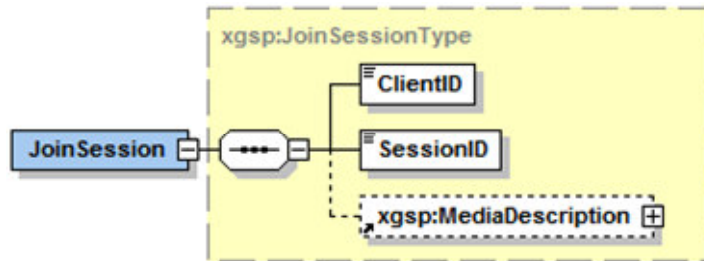 xgsp:JoinSessionType
ClientID
JoinSession
SessionID
xgsp:MediaDescription